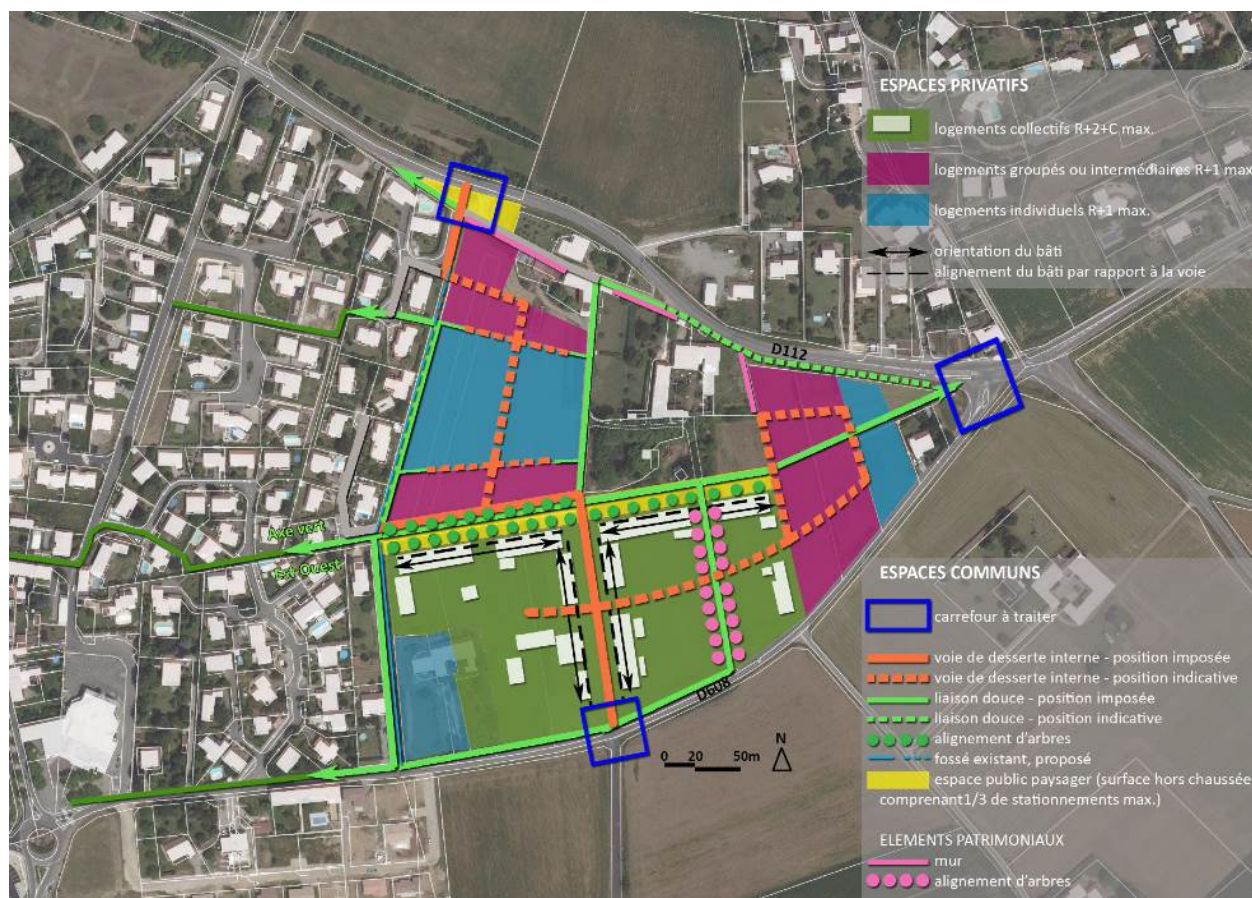 ESPACES PRIVATIFS
logements collectifs R+2+C max.
logements groupés ou intermédiaires R+1 max
logements individuels R+1 max.
orientation du bâti
alignement du bâti par rapport à la voie
D112
Axe vert
Est-Ouest
D608
0 20 50m
N
ESPACES COMMUNS
carrefour à traiter
voie de desserte interne - position imposée
voie de desserte interne - position indicative
liaison douce - position imposée
liaison douce - position indicative
alignement d'arbres
fossé existant, proposé
espace public paysager (surface hors chaussée
comprenant1/3 de stationnements max.)
ELEMENTS PATRIMONIAUX
mur
alignement d'arbres